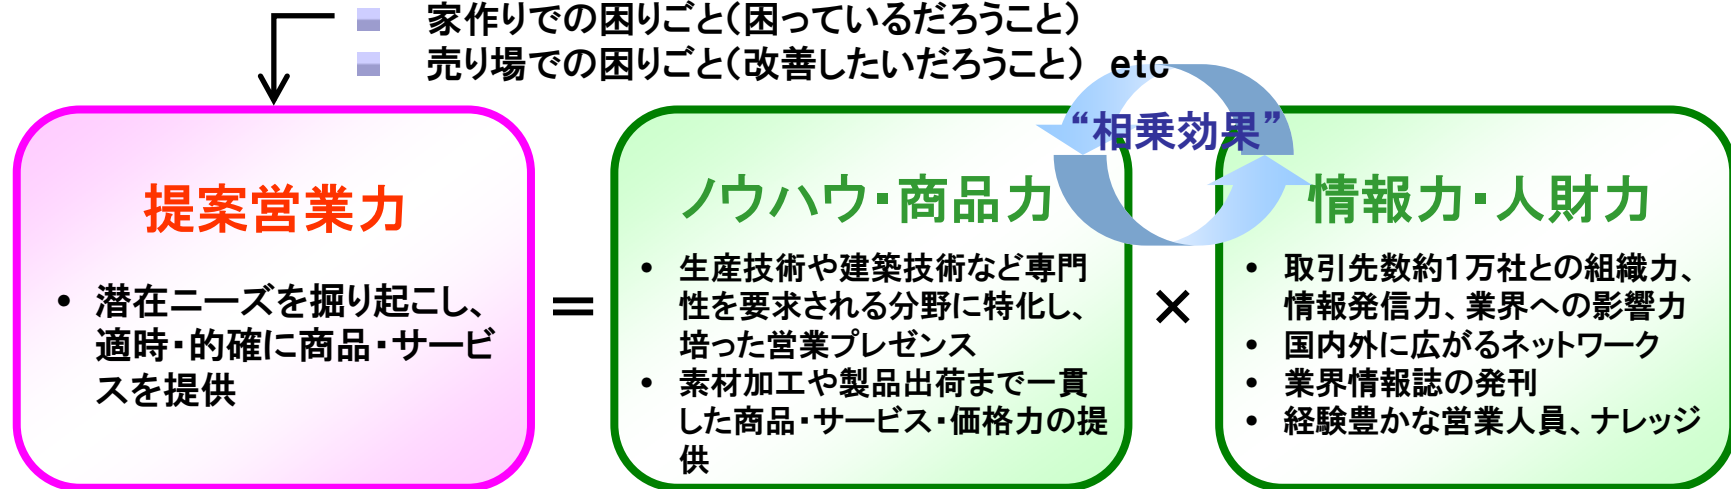 家作りでの困りごと(困っているだろうこと)
売り場での困りごと(改善したいだろうこと) etc
“相乗効果”
提案営業力
• 潜在ニーズを掘り起こし、
適時・的確に商品・サービ
スを提供
＝
ノウハウ・商品力
• 生産技術や建築技術など専門
性を要求される分野に特化し、
培った営業プレゼンス
• 素材加工や製品出荷まで一貫
した商品・サービス・価格力の提
供
×
情報力・人財力
• 取引先数約1万社との組織力、
情報発信力、業界への影響力
• 国内外に広がるネットワーク
• 業界情報誌の発刊
• 経験豊かな営業人員、ナレッジ